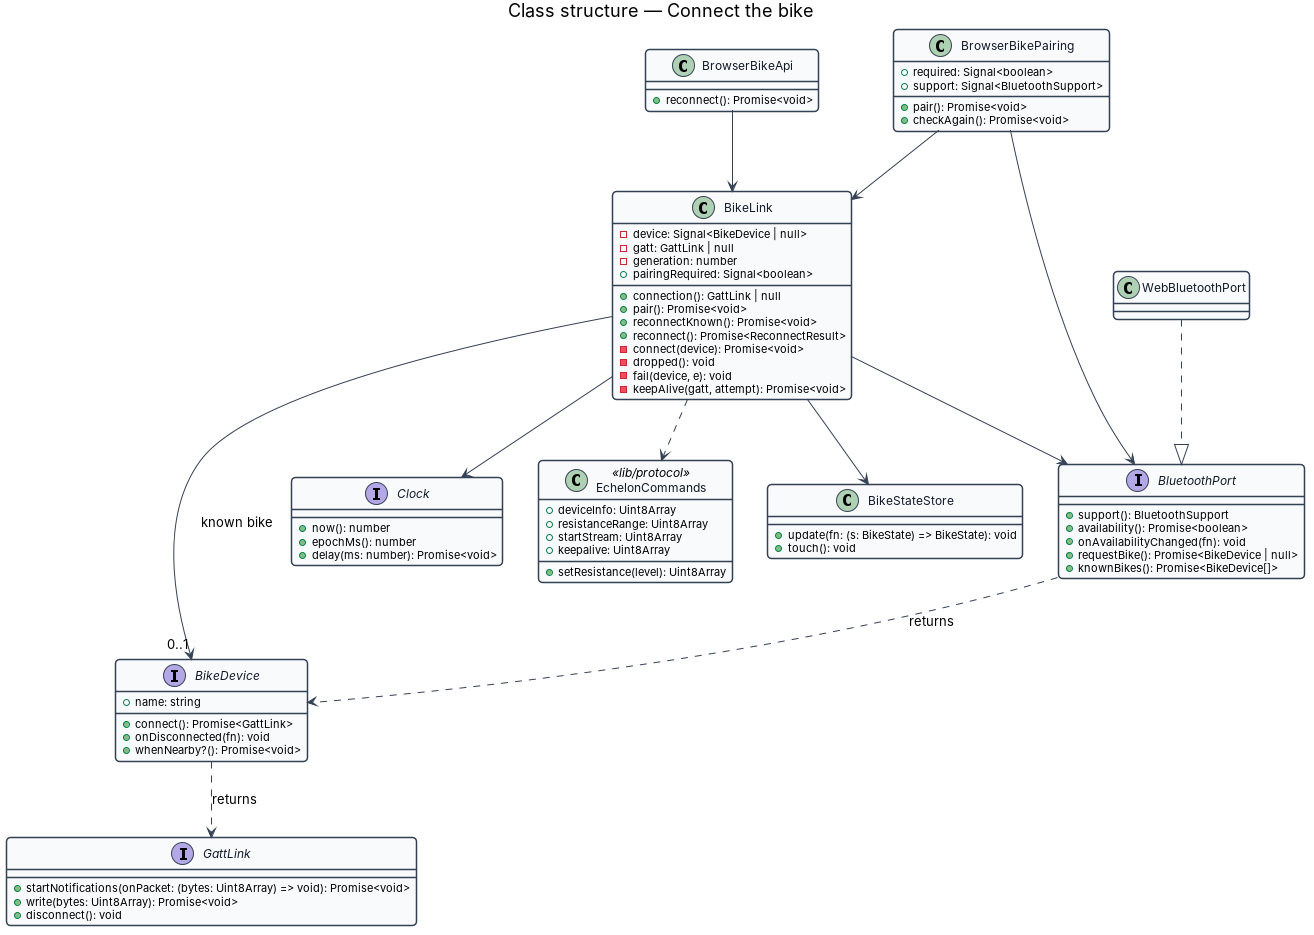 Class structure — Connect the bike
C BrowserBikeApi
reconnect(): Promise<void>
C BrowserBikePairing
required: Signal<boolean>
support: Signal<BluetoothSupport>
pair(): Promise<void>
checkAgain(): Promise<void>
C BikeLink
device: Signal<BikeDevice | null>
gatt: GattLink | null
generation: number
pairingRequired: Signal<boolean>
connection(): GattLink | null
pair(): Promise<void>
reconnectKnown(): Promise<void>
reconnect(): Promise<ReconnectResult>
connect(device): Promise<void>
dropped(): void
fail(device, e): void
keepAlive(gatt, attempt): Promise<void>
C WebBluetoothPort
known bike
I Clock
now(): number
epochMs(): number
delay(ms: number): Promise<void>
C «lib/protocol»
EchelonCommands
deviceInfo: Uint8Array
resistanceRange: Uint8Array
startStream: Uint8Array
keepalive: Uint8Array
setResistance(level): Uint8Array
C BikeStateStore
update(fn: (s: BikeState) => BikeState): void
touch(): void
I BluetoothPort
support(): BluetoothSupport
availability(): Promise<boolean>
onAvailabilityChanged(fn): void
requestBike(): Promise<BikeDevice | null>
knownBikes(): Promise<BikeDevice[]>
returns
0..1
I BikeDevice
name: string
connect(): Promise<GattLink>
onDisconnected(fn): void
whenNearby?(): Promise<void>
returns
I GattLink
startNotifications(onPacket: (bytes: Uint8Array) => void): Promise<void>
write(bytes: Uint8Array): Promise<void>
disconnect(): void